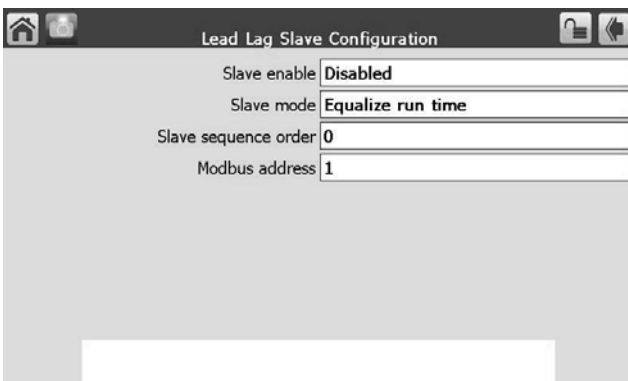 Lead Lag Slave Configuration
Slave enable Disabled
Slave mode Equalize run time
Slave sequence order 0
Modbus address 1